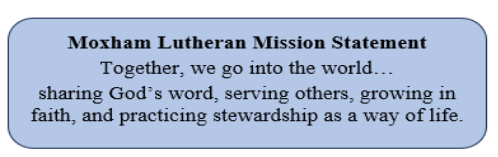 Moxham Lutheran Mission Statement
Together, we go into the world…
sharing God's word, serving others, growing in
faith, and practicing stewardship as a way of life.